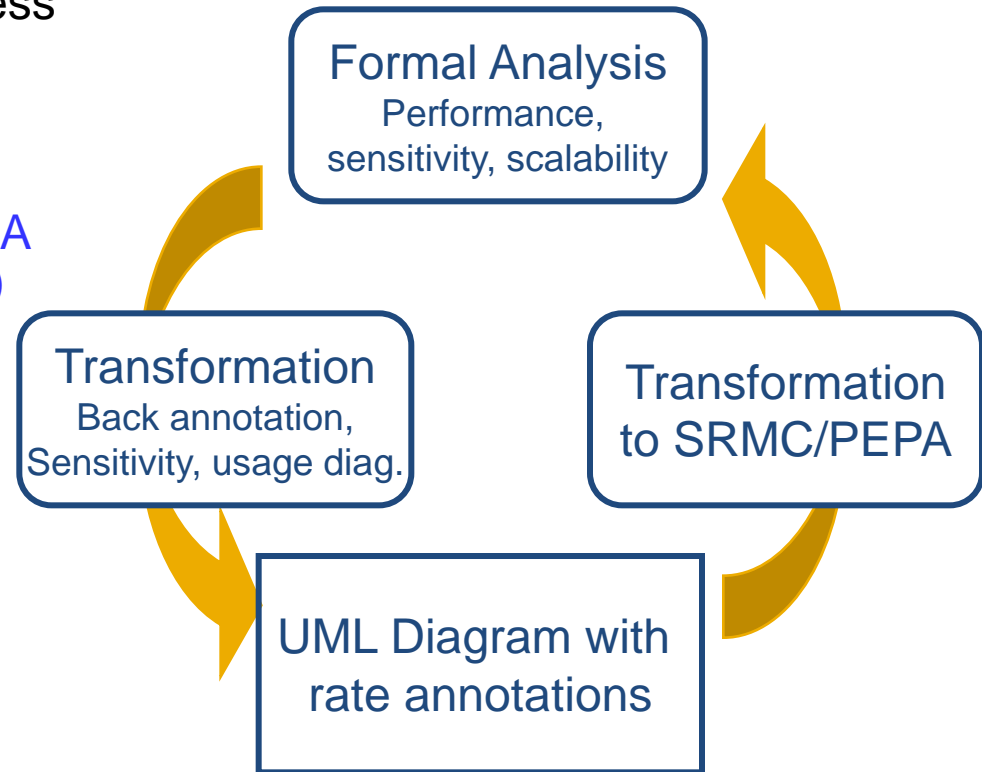 ess
Formal Analysis
Performance,
sensitivity, scalability
A
)
Transformation
Back annotation,
Sensitivity, usage diag.
Transformation
to SRMC/PEPA
UML Diagram with
rate annotations